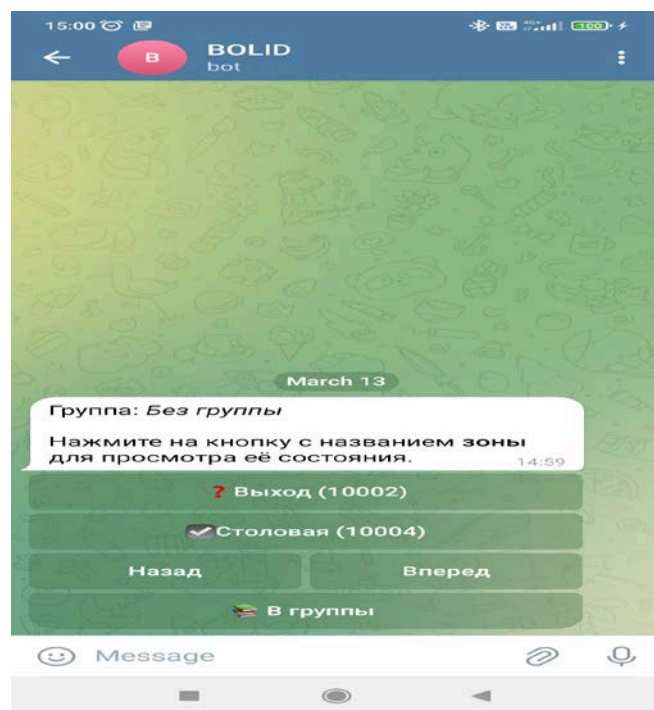 15:00
100
B
BOLID
bot
March 13
Группа: Без группы
Нажмите на кнопку с названием зоны
для просмотра её состояния.
14:59
❓ Выход (10002)
✅Столовая (10004)
Назад Вперед
📚 В группы
Message